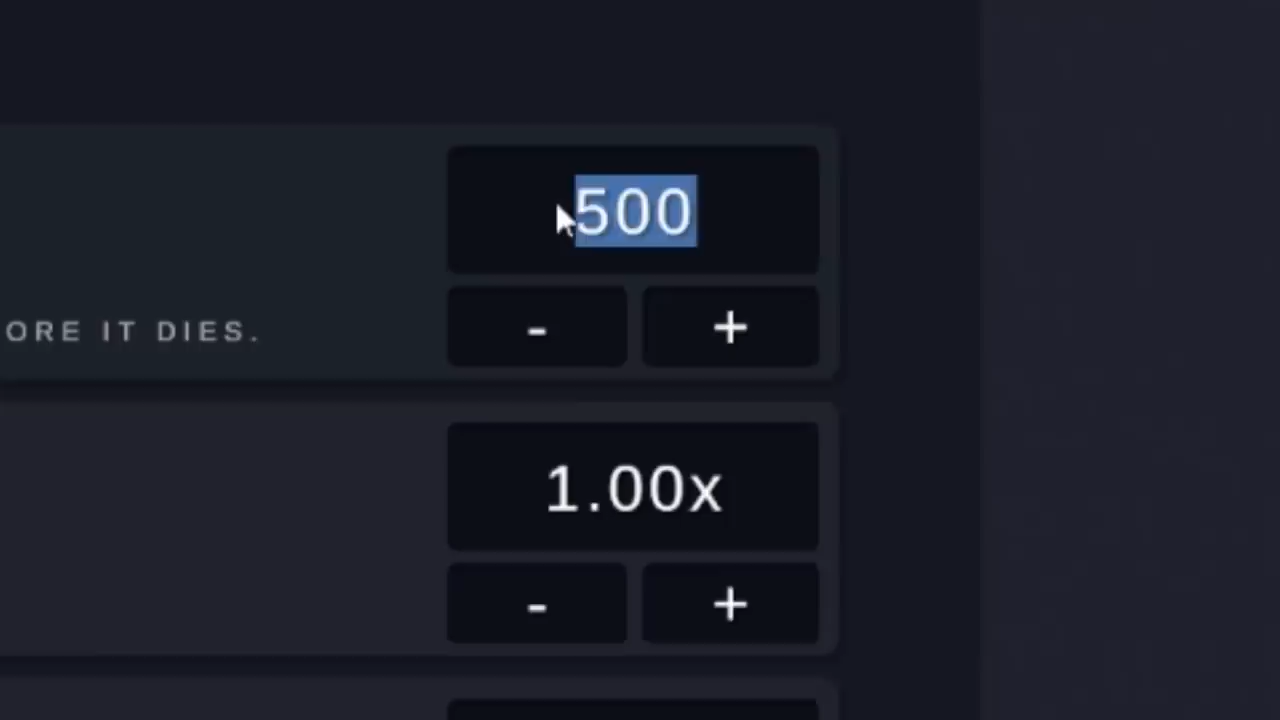 500
- +
ORE IT DIES.
1.00x
- +